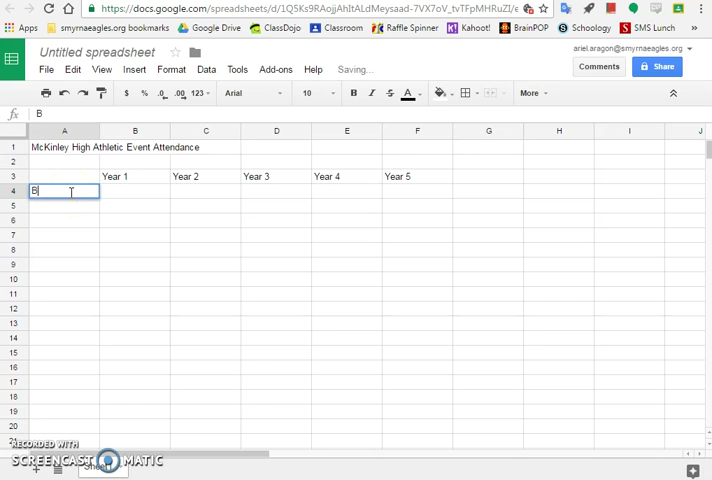 https://docs.google.com/spreadsheets/d/1Q5Ks9RAojjAhItALdMeysaad-7VX7oV_tvTFpMHRuZI/e
Apps smyrnaeagles.org bookmarks Google Drive ClassDojo Classroom Raffle Spinner Kahoot! BrainPOP Schoology SMS Lunch »
Untitled spreadsheet
ariel.aragon@smyrnaeagles.org
File Edit View Insert Format Data Tools Add-ons Help Saving...
Comments Share
$ % .0 .00 123 Arial 10 B I S A More
fx B
A B C D E F G H I J
1 McKinley High Athletic Event Attendance
2
3 Year 1 Year 2 Year 3 Year 4 Year 5
4 B
5
6
7
8
9
10
11
12
13
14
15
16
17
18
19
20
21
RECORDED WITH
SCREENCAST MATIC